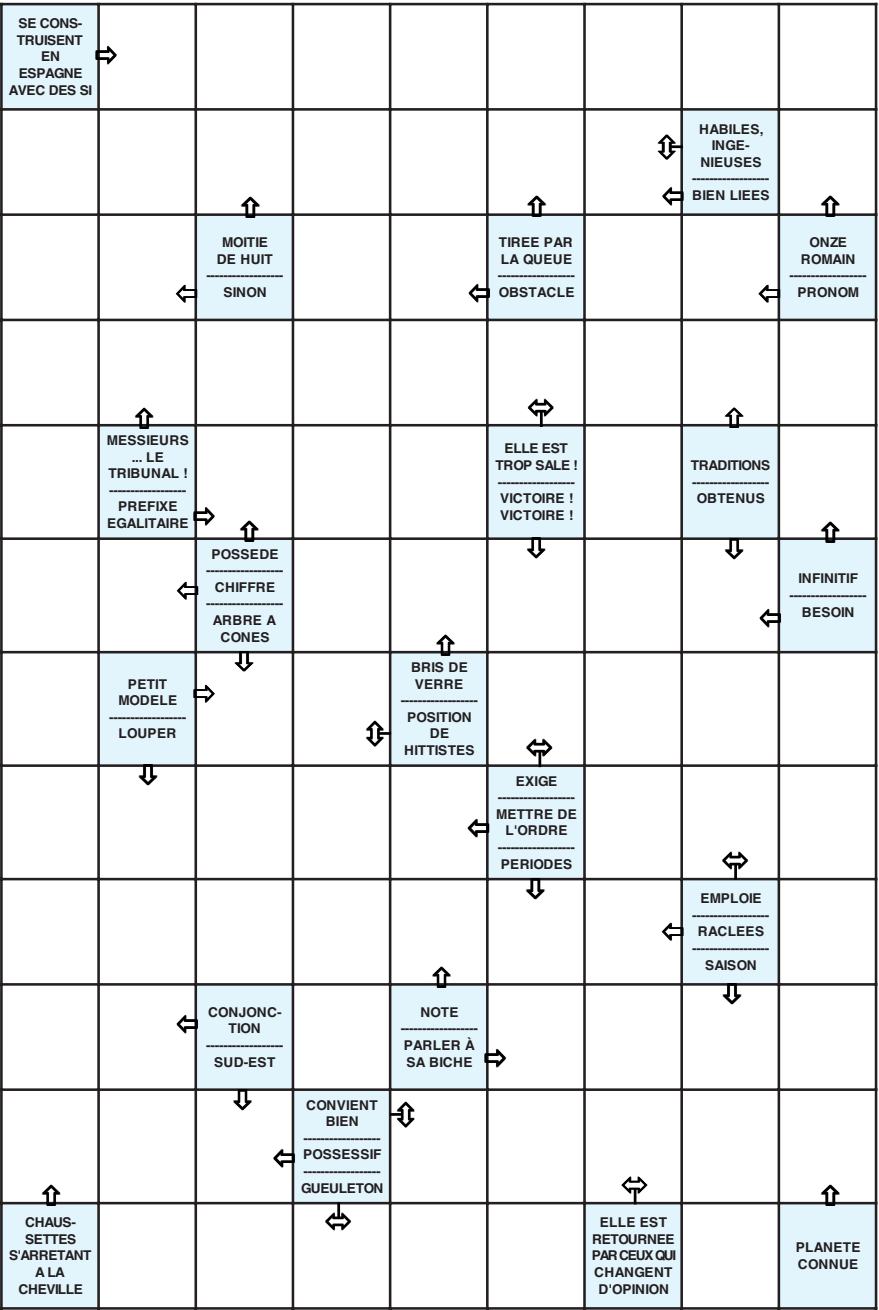 SE CONS-
TRUISENT
EN
ESPAGNE
AVEC DES SI
HABILES,
INGE-
NIEUSES
-------------------
BIEN LIEES
MOITIE
DE HUIT
-------------------
SINON
TIREE PAR
LA QUEUE
-------------------
OBSTACLE
ONZE
ROMAIN
-------------------
PRONOM
MESSIEURS
... LE
TRIBUNAL !
-------------------
PREFIXE
EGALITAIRE
ELLE EST
TROP SALE !
-------------------
VICTOIRE !
VICTOIRE !
TRADITIONS
-------------------
OBTENUS
POSSEDE
-------------------
CHIFFRE
-------------------
ARBRE A
CONES
INFINITIF
-------------------
BESOIN
PETIT
MODELE
-------------------
LOUPER
BRIS DE
VERRE
-------------------
POSITION
DE
HITTISTES
EXIGE
-------------------
METTRE DE
L'ORDRE
-------------------
PERIODES
EMPLOIE
-------------------
RACLEES
-------------------
SAISON
CONJONC-
TION
-------------------
SUD-EST
NOTE
-------------------
PARLER À
SA BICHE
CONVIENT
BIEN
-------------------
POSSESSIF
-------------------
GUEULETON
CHAUS-
SETTES
S'ARRETANT
A LA
CHEVILLE
ELLE EST
RETOURNEE
PAR CEUX QUI
CHANGENT
D'OPINION
PLANETE
CONNUE